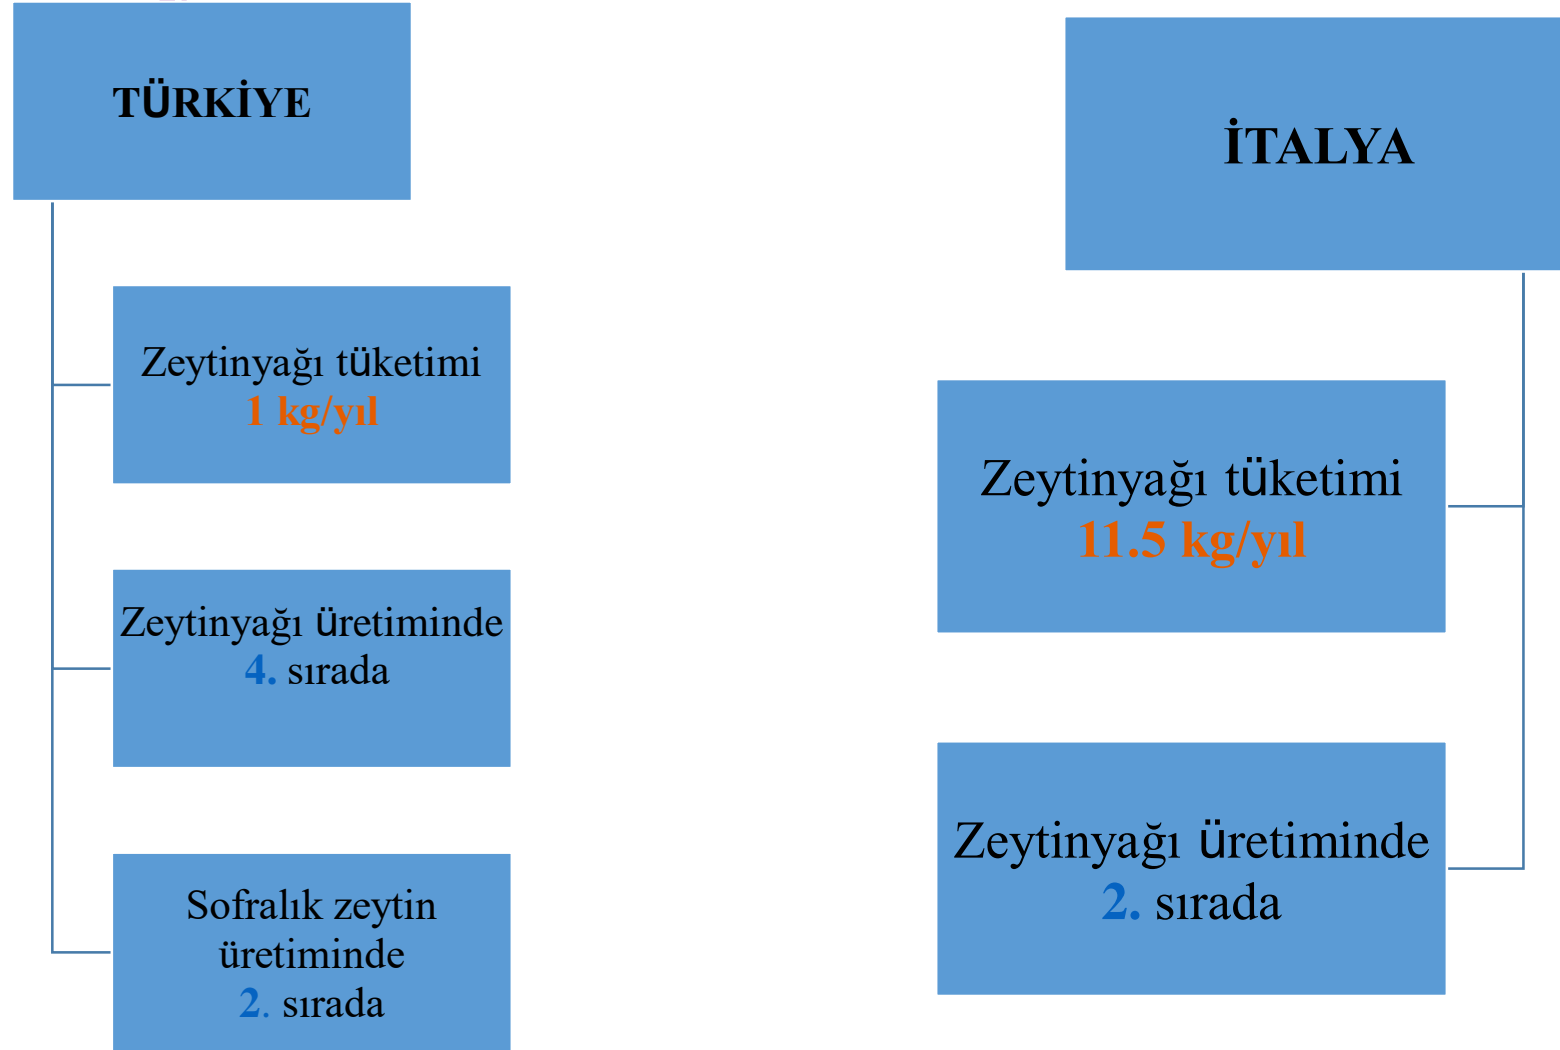 TÜRKİYE
Zeytinyağı tüketimi
1 kg/yıl
Zeytinyağı üretiminde
4. sırada
Sofralık zeytin
üretiminde
2. sırada
İTALYA
Zeytinyağı tüketimi
11.5 kg/yıl
Zeytinyağı üretiminde
2. sırada